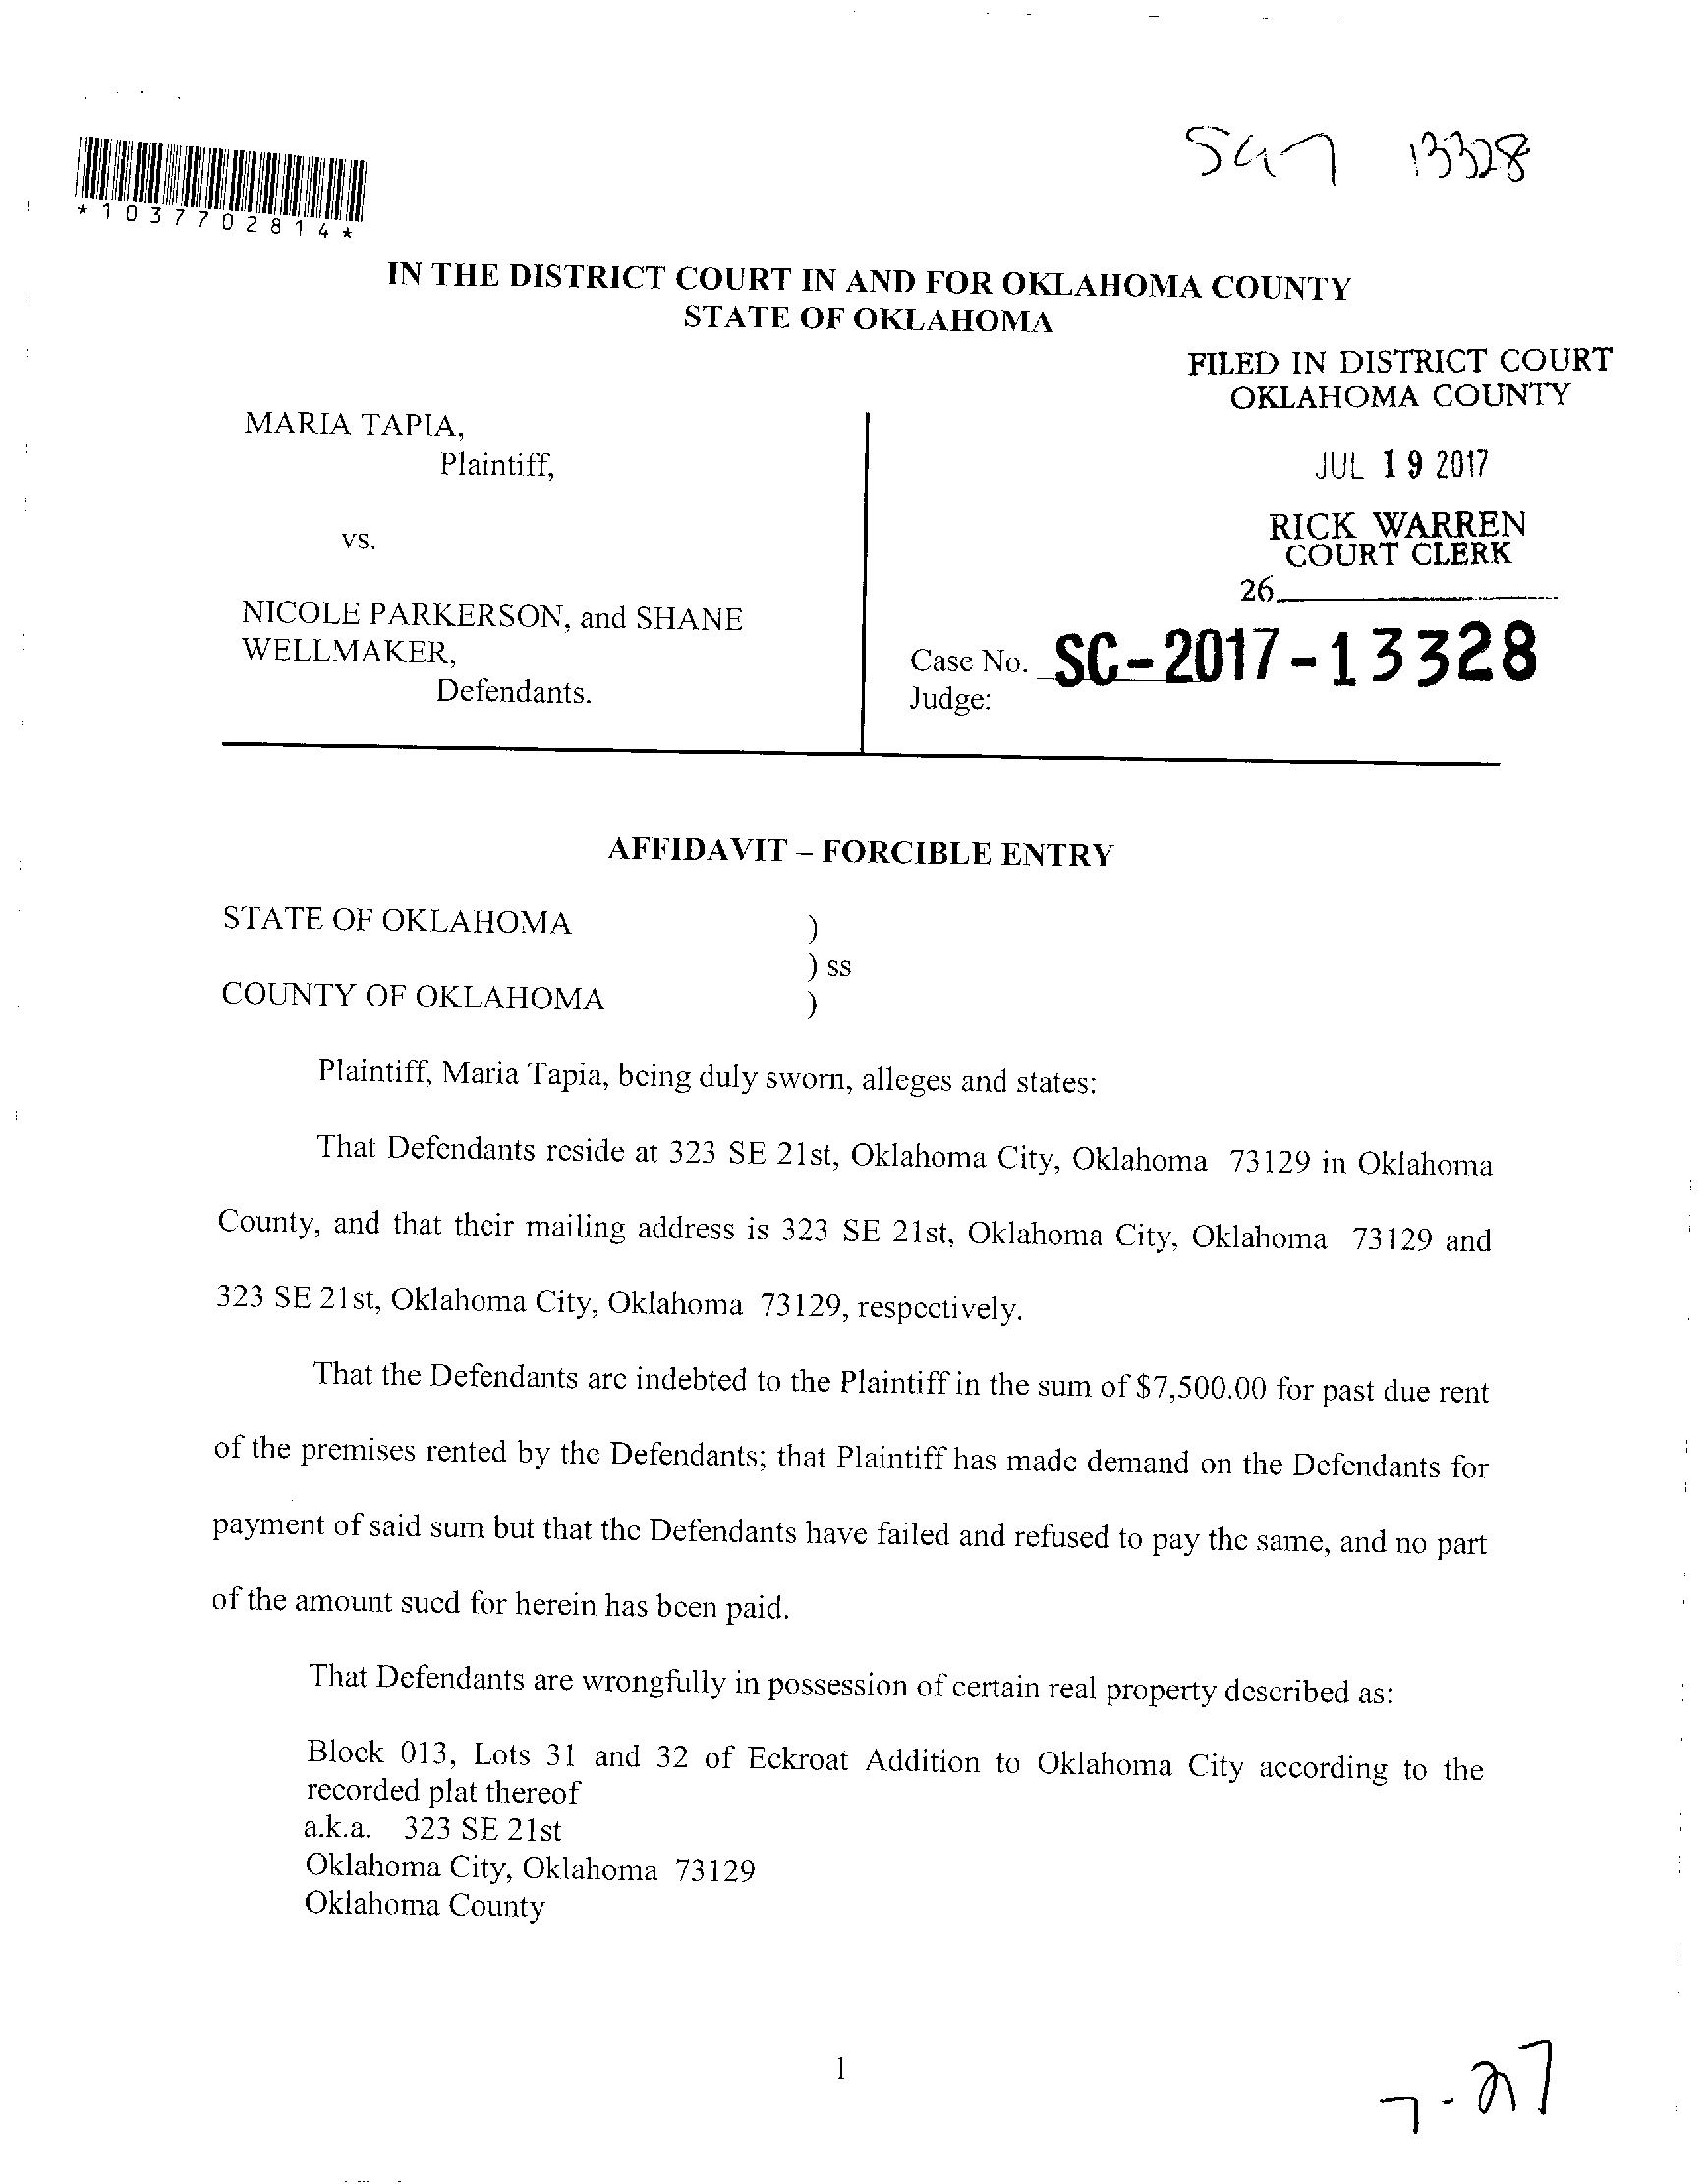 13328
*1037702814*
IN THE DISTRICT COURT IN AND FOR OKLAHOMA COUNTY
STATE OF OKLAHOMA
FILED IN DISTRICT COURT
OKLAHOMA COUNTY
JUL 19 2017
RICK WARREN
COURT CLERK
26
MARIA TAPIA,
Plaintiff,
vs.
NICOLE PARKERSON, and SHANE
WELLMAKER,
Defendants.
Case No. SC-2017-13328
Judge:
AFFIDAVIT – FORCIBLE ENTRY
STATE OF OKLAHOMA )
) ss
COUNTY OF OKLAHOMA )
Plaintiff, Maria Tapia, being duly sworn, alleges and states:
That Defendants reside at 323 SE 21st, Oklahoma City, Oklahoma 73129 in Oklahoma
County, and that their mailing address is 323 SE 21st, Oklahoma City, Oklahoma 73129 and
323 SE 21st, Oklahoma City, Oklahoma 73129, respectively.
That the Defendants are indebted to the Plaintiff in the sum of $7,500.00 for past due rent
of the premises rented by the Defendants; that Plaintiff has made demand on the Defendants for
payment of said sum but that the Defendants have failed and refused to pay the same, and no part
of the amount sued for herein has been paid.
That Defendants are wrongfully in possession of certain real property described as:
Block 013, Lots 31 and 32 of Eckroat Addition to Oklahoma City according to the
recorded plat thereof
a.k.a. 323 SE 21st
Oklahoma City, Oklahoma 73129
Oklahoma County
1
7-27